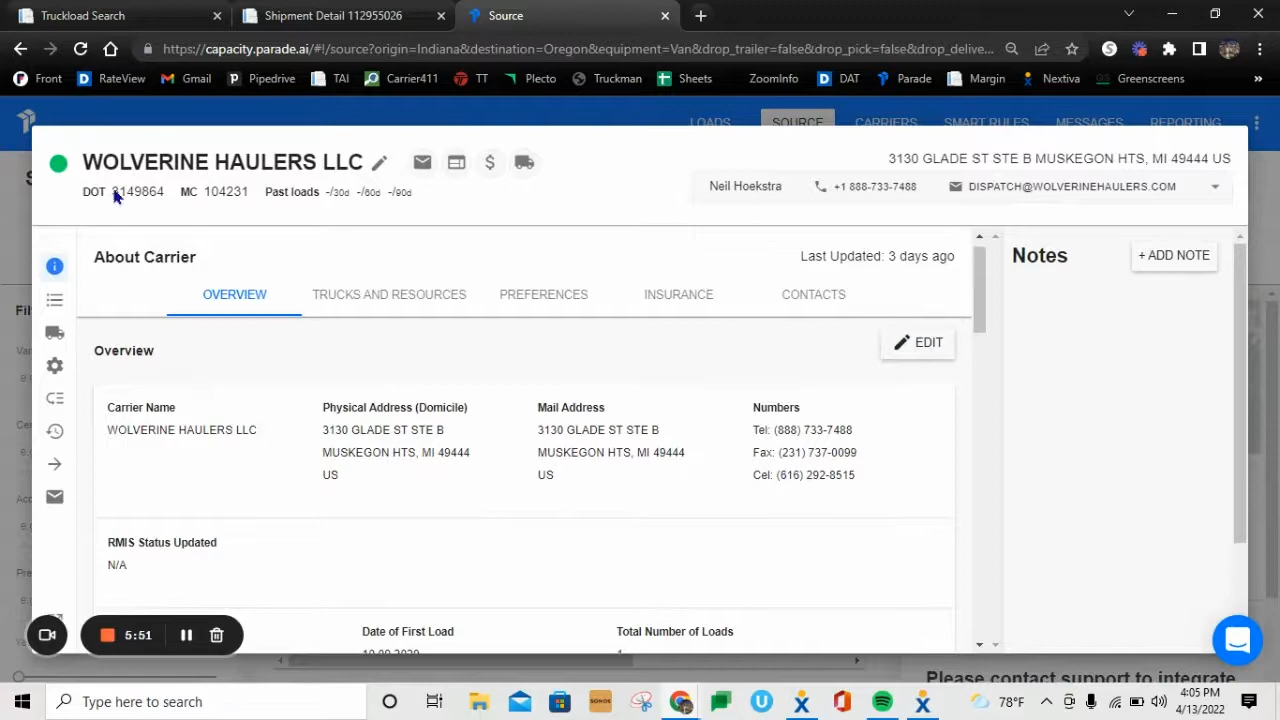 Truckload Search
Shipment Detail 112955026
Source
https://capacity.parade.ai/#!/source?origin=Indiana&destination=Oregon&equipment=Van&drop_trailer=false&drop_pick=false&drop_delive...
Front RateView Gmail Pipedrive TAI Carrier411 TT Plecto Truckman Sheets ZoomInfo DAT Parade Margin Nextiva Greenscreens »
LOADS SOURCE CARRIERS SMART RULES MESSAGES REPORTING
WOLVERINE HAULERS LLC
3130 GLADE ST STE B MUSKEGON HTS, MI 49444 US
DOT 3149864 MC 104231 Past loads -/30d -/60d -/90d
Neil Hoekstra +1 888-733-7488 DISPATCH@WOLVERINEHAULERS.COM
About Carrier
Last Updated: 3 days ago
Notes
+ ADD NOTE
OVERVIEW TRUCKS AND RESOURCES PREFERENCES INSURANCE CONTACTS
Overview
EDIT
Carrier Name Physical Address (Domicile) Mail Address Numbers
WOLVERINE HAULERS LLC 3130 GLADE ST STE B 3130 GLADE ST STE B Tel: (888) 733-7488
MUSKEGON HTS, MI 49444 MUSKEGON HTS, MI 49444 Fax: (231) 737-0099
US US Cel: (616) 292-8515
RMIS Status Updated
N/A
Date of First Load Total Number of Loads
5:51
Please contact support to integrate
Type here to search
78°F
4:05 PM
4/13/2022